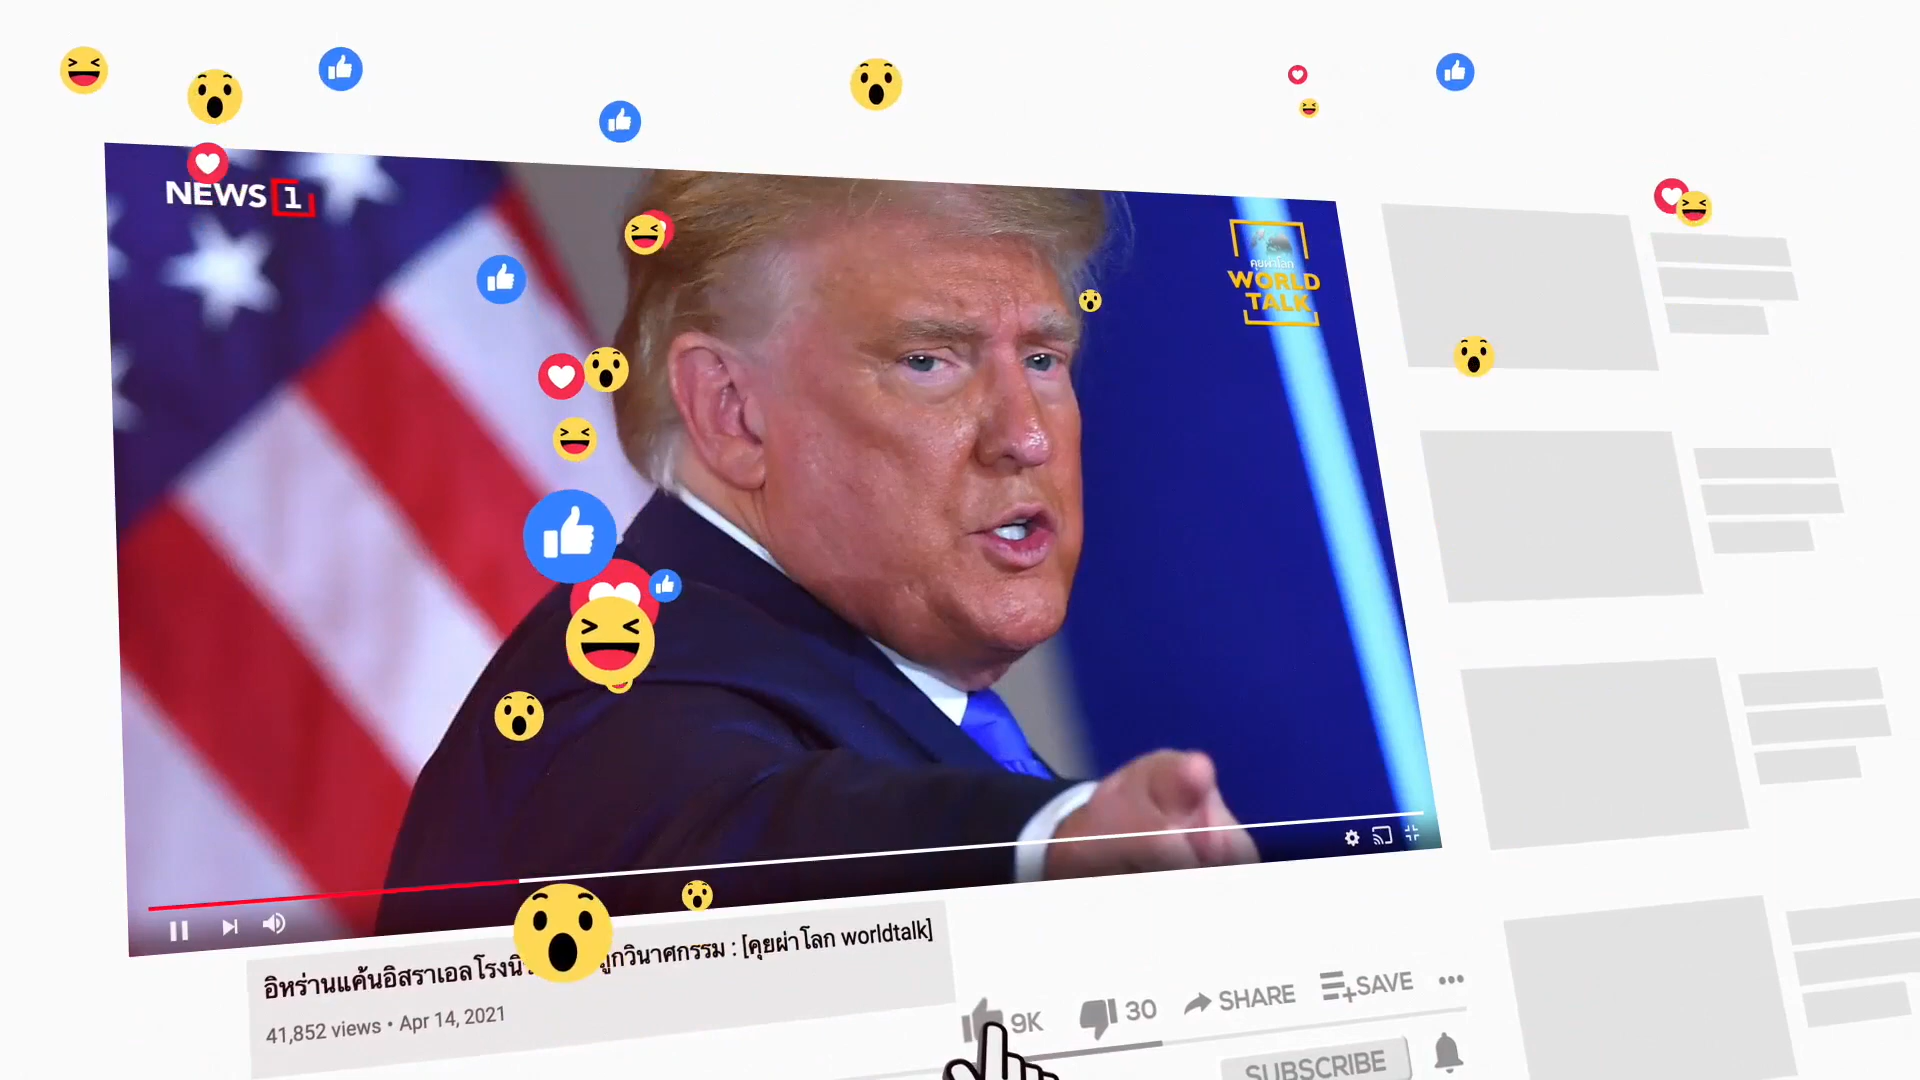 NEWS 1
คุยผ่าโลก
WORLD
TALK
อิหร่านแค้นอิสราเอลโรงนิ ถูกวินาศกรรม : [คุยผ่าโลก worldtalk]
41,852 views • Apr 14, 2021
9K
30
SHARE
SAVE
SUBSCRIBE